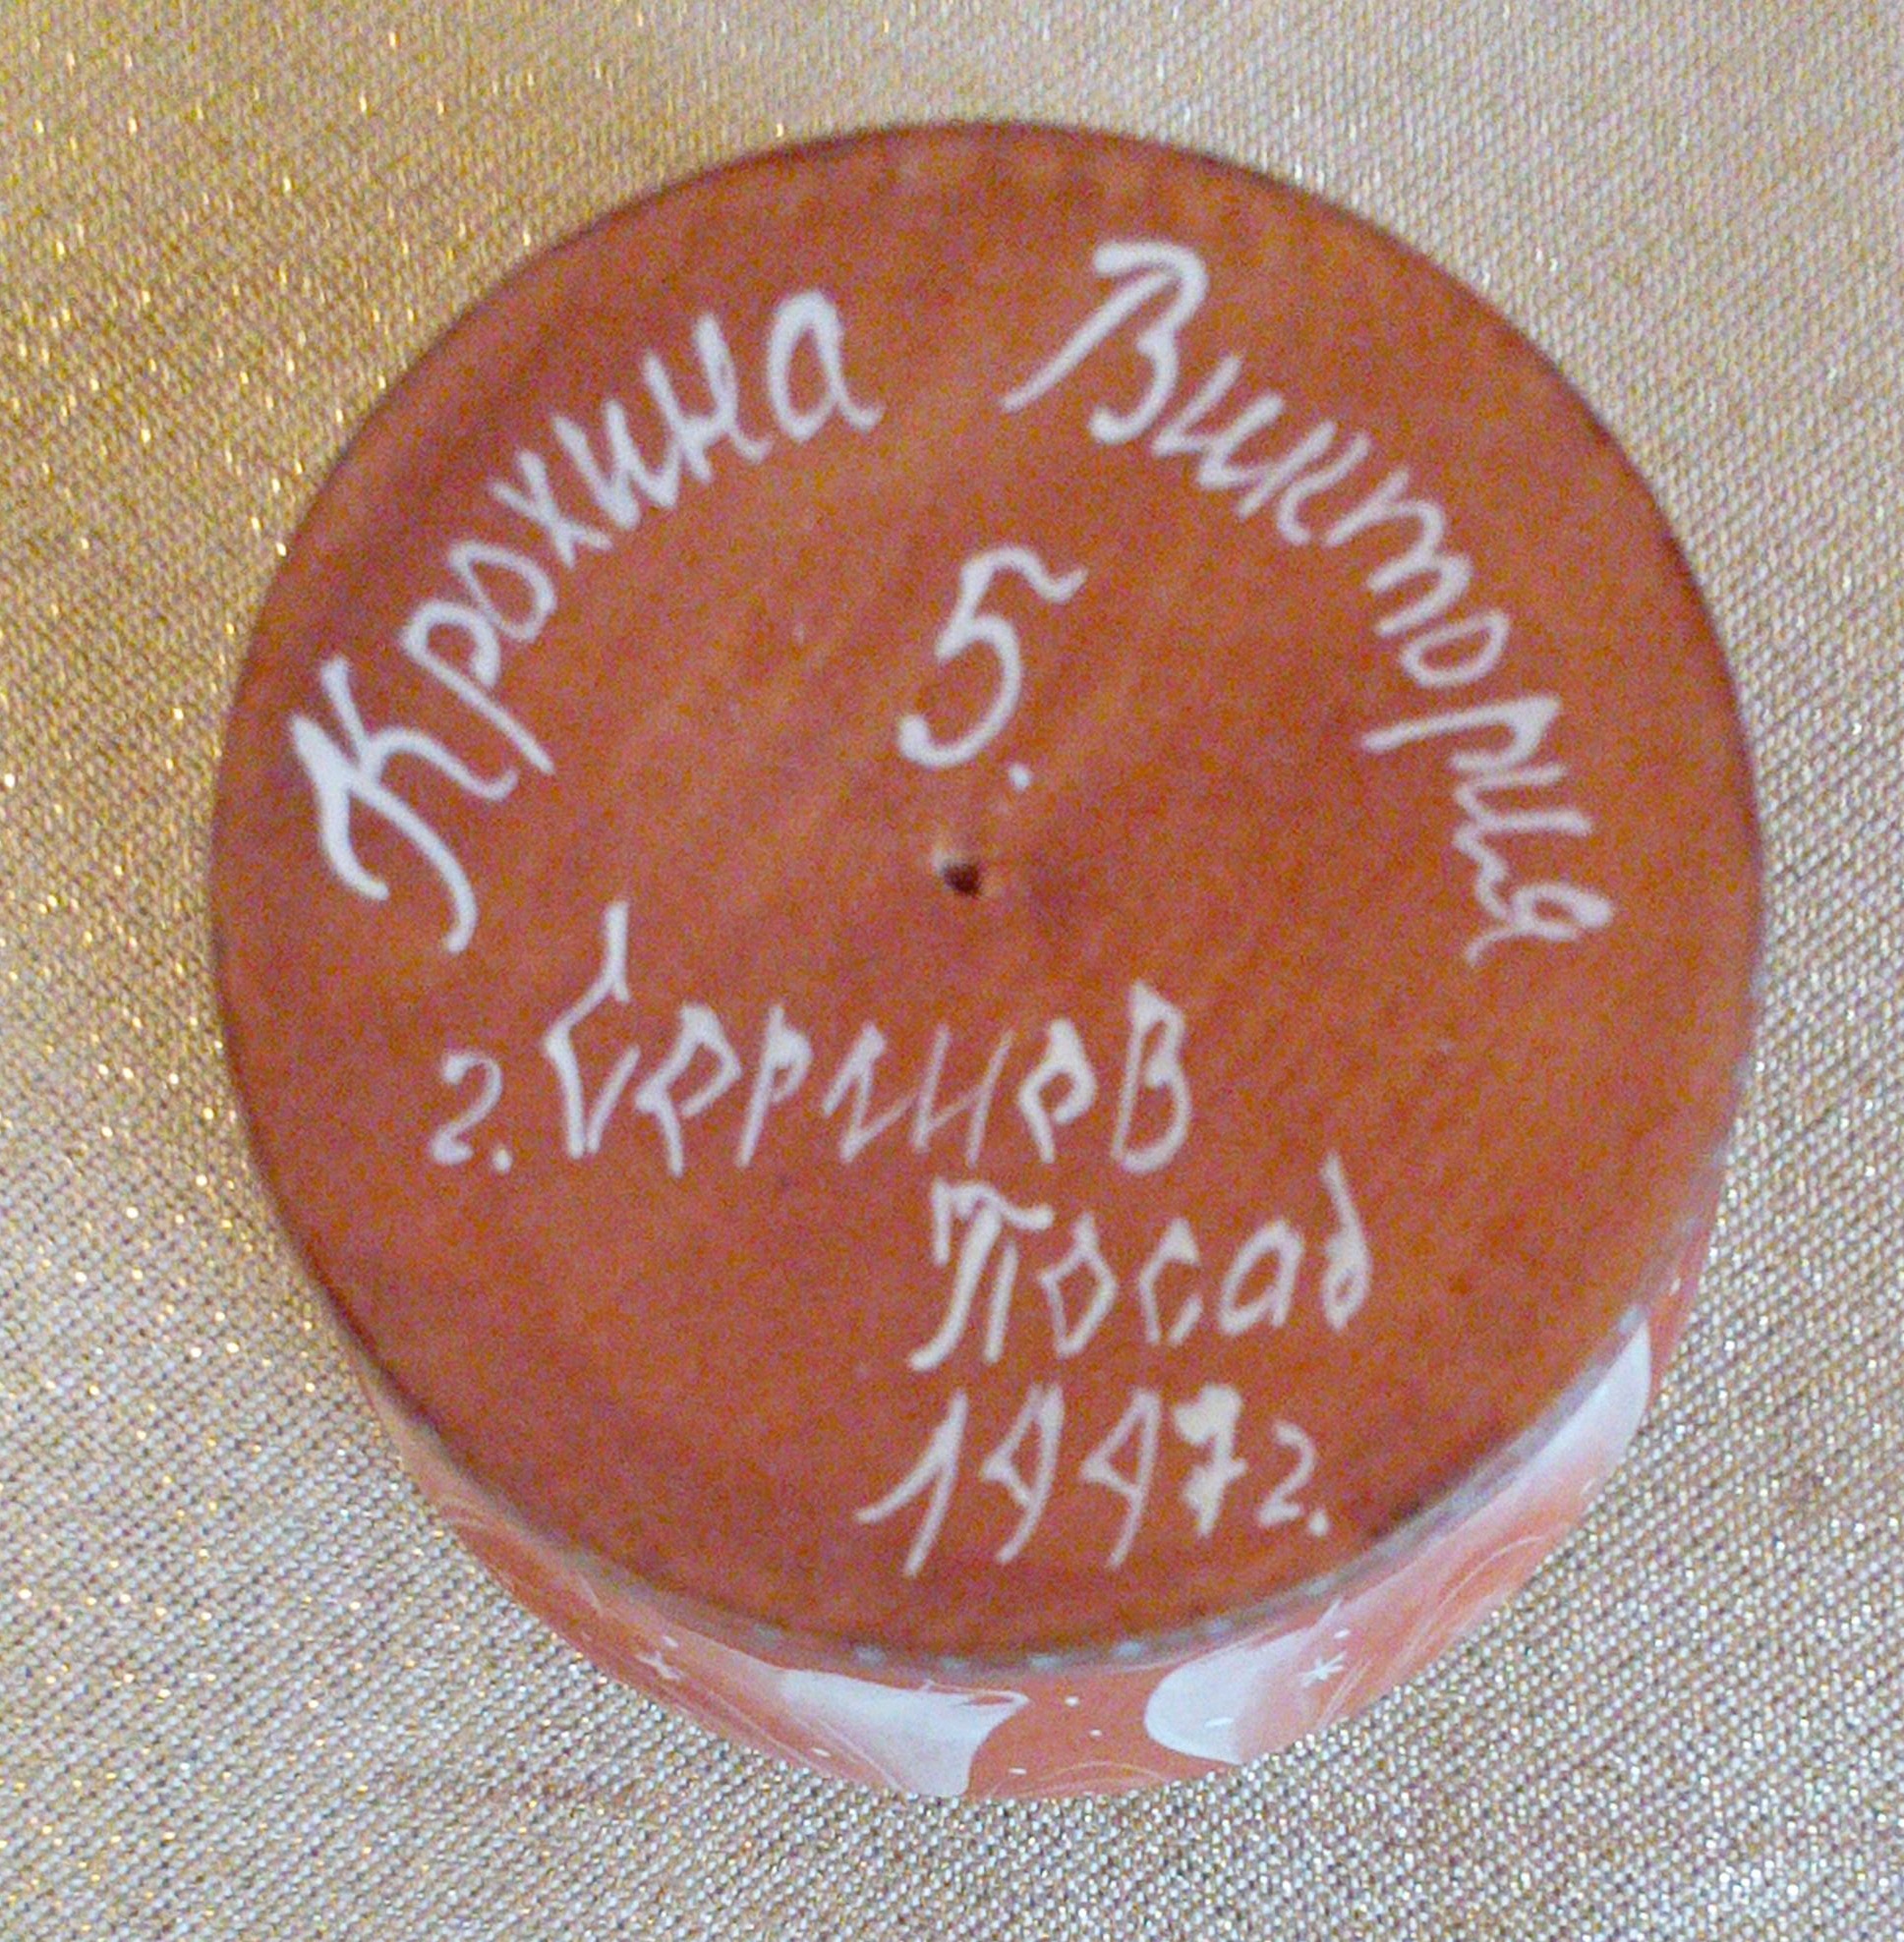 Крохина Виктория
5.
г. Сергиев
Посад
1997г.